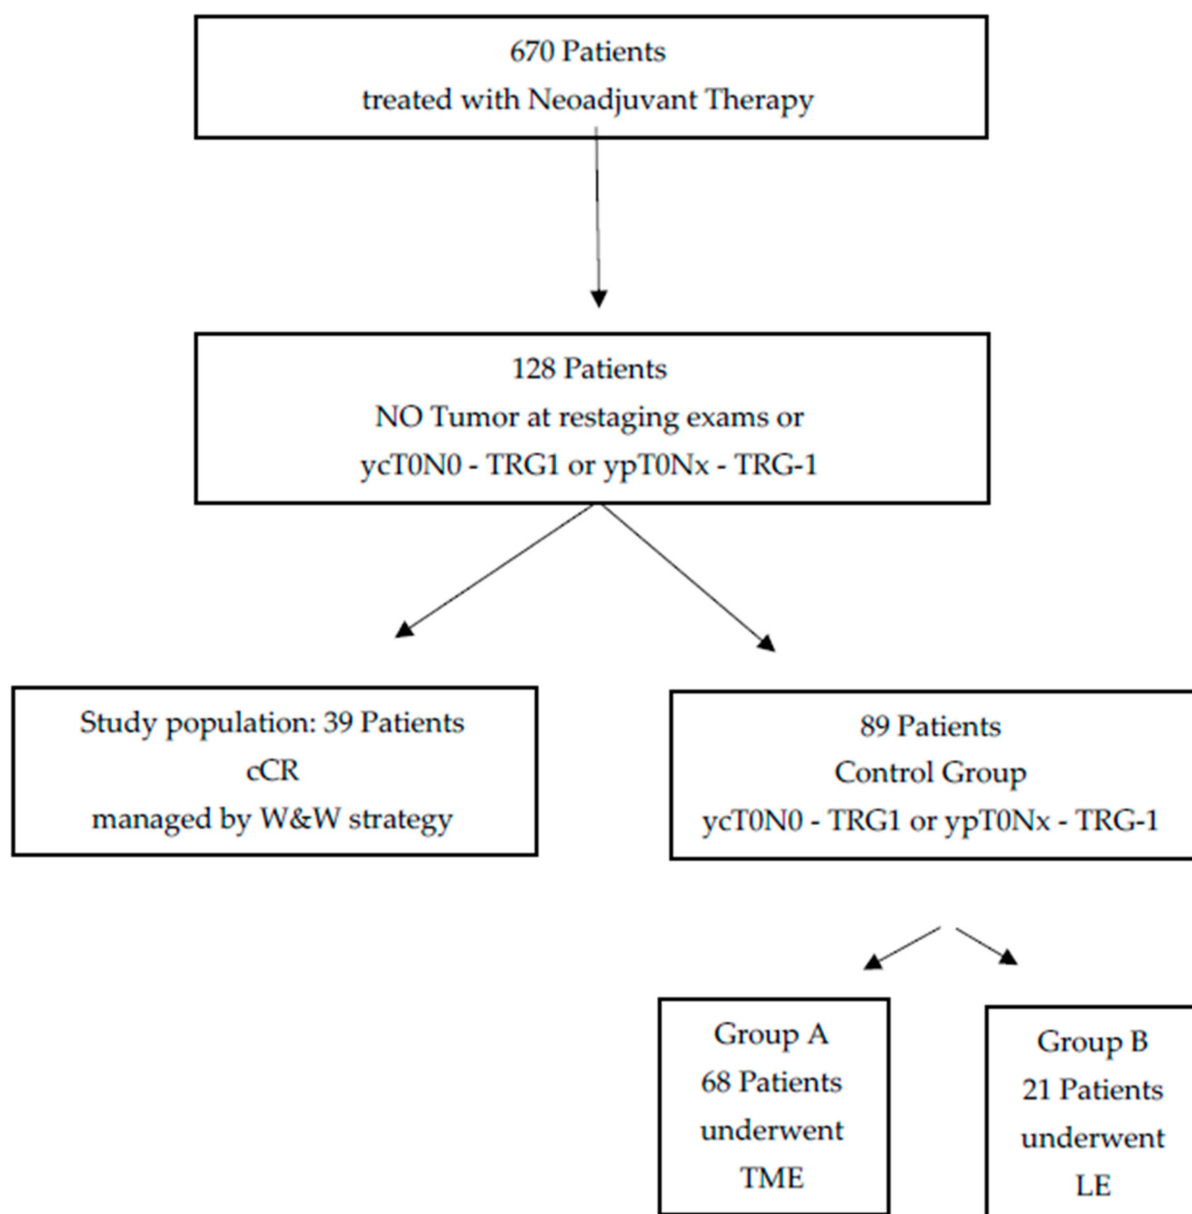 670 Patients
treated with Neoadjuvant Therapy
128 Patients
NO Tumor at restaging exams or
ycT0N0 - TRG1 or ypT0Nx - TRG-1
Study population: 39 Patients
cCR
managed by W&W strategy
89 Patients
Control Group
ycT0N0 - TRG1 or ypT0Nx - TRG-1
Group A
68 Patients
underwent
TME
Group B
21 Patients
underwent
LE